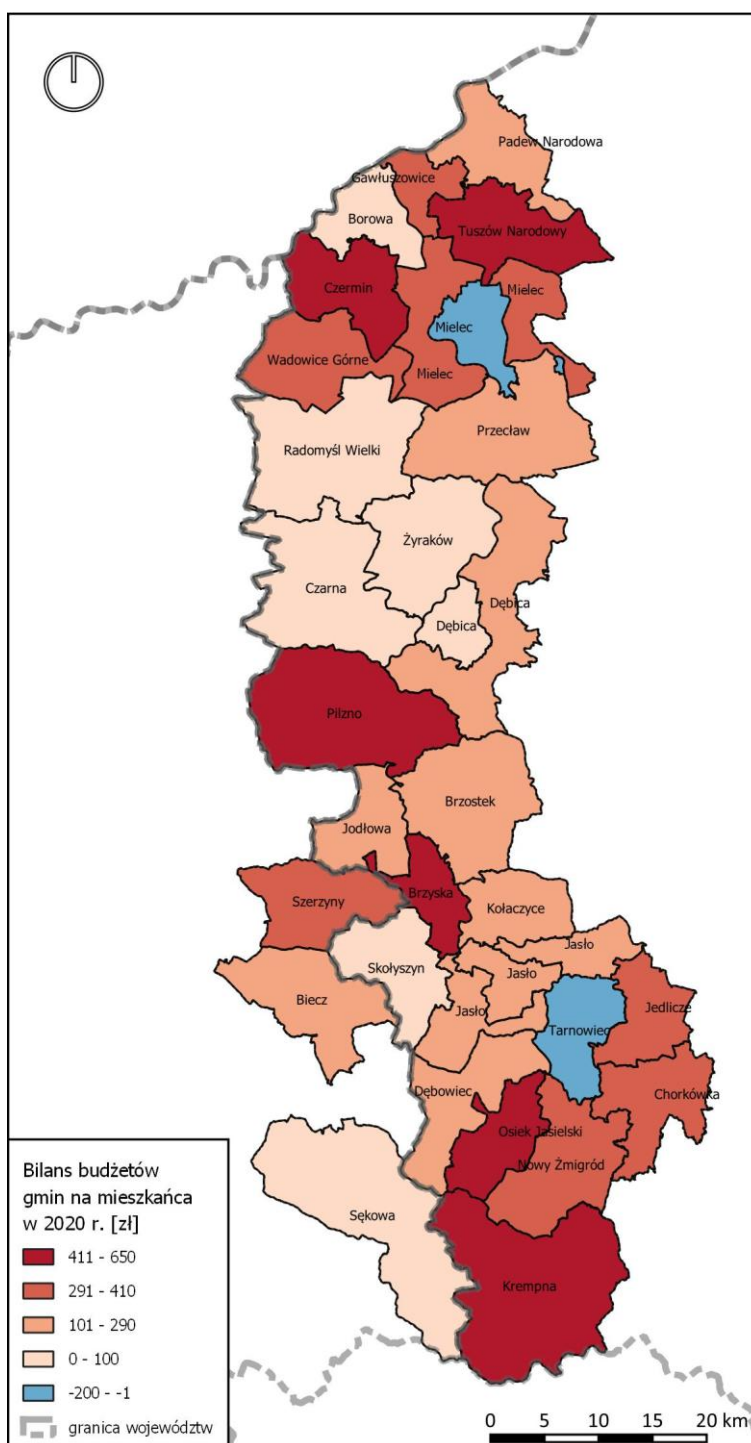 Padew Narodowa
Gawłuszowice
Borowa
Tuszów Narodowy
Czermin
Mielec
Mielec
Wadowice Górne
Mielec
Przecław
Radomyśl Wielki
Żyraków
Czarna
Dębica
Dębica
Pilzno
Brzostek
Jodłowa
Brzyska
Szerzyny
Kołaczyce
Jasło
Skołyszyn
Jasło
Biecz
Jasło
Jedlicze
Tarnowiec
Dębowiec
Chorkówka
Osiek Jasielski
Nowy Żmigród
Sękowa
Krempna
Bilans budżetów
gmin na mieszkańca
w 2020 r. [zł]
411 - 650
291 - 410
101 - 290
0 - 100
-200 - -1
granica województw
0 5 10 15 20 km